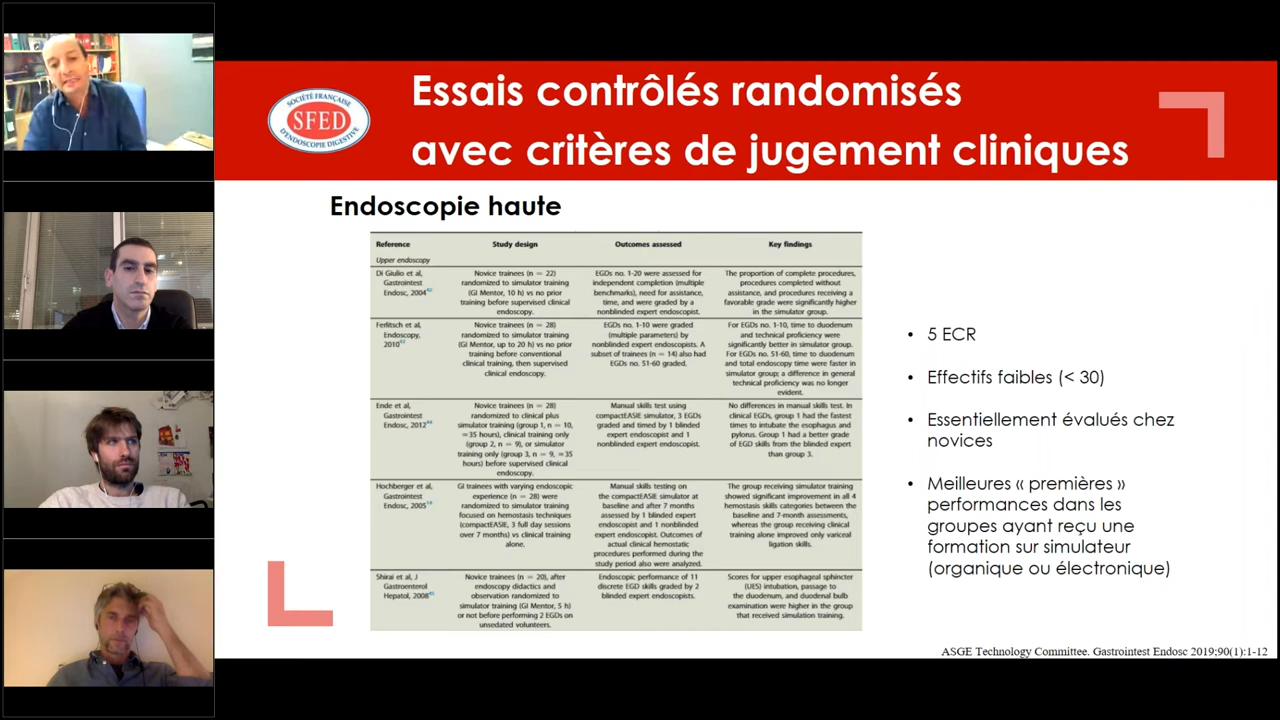 SOCIÉTÉ FRANÇAISE
SFED
D'ENDOSCOPIE DIGESTIVE
Essais contrôlés randomisés
avec critères de jugement cliniques
Endoscopie haute
Reference Study design Outcomes assessed Key findings
Upper endoscopy
Di Giulio et al,
Gastrointest
Endosc, 2004
Novice trainees (n = 22)
randomized to simulator training
(GI Mentor, 10 h) vs no prior
training before supervised clinical
endoscopy.
EGDs no. 1-20 were assessed for
independent completion (multiple
benchmarks), need for assistance,
time, and were graded by a
nonblinded expert endoscopist.
The proportion of complete procedures,
procedures completed without
assistance, and procedures receiving a
favorable grade were significantly higher
in the simulator group.
Ferlitsch et al,
Endoscopy,
2010
Novice trainees (n = 28)
randomized to simulator training
(GI Mentor, up to 20 h) vs no prior
training before conventional
clinical training, then supervised
clinical endoscopy.
EGDs no. 1-10 were graded
(multiple parameters) by
nonblinded expert endoscopists. A
subset of trainees (n = 14) also had
EGDs no. 51-60 graded.
For EGDs no. 1-10, time to duodenum
and technical proficiency were
significantly better in simulator group.
For EGDs no. 51-60, time to duodenum
and total endoscopy time were faster in
simulator group; a difference in general
technical proficiency was no longer
evident.
Ende et al,
Gastrointest
Endosc, 2012
Novice trainees (n = 28)
randomized to clinical plus
simulator training (group 1, n = 10,
≈35 hours), clinical training only
(group 2, n = 9), or simulator
training only (group 3, n = 9, ≈35
hours) before supervised clinical
endoscopy.
Manual skills test using
compactEASIE simulator, 3 EGDs
graded and timed by 1 blinded
expert endoscopist and 1
nonblinded expert endoscopist.
No differences in manual skills test. In
clinical EGDs, group 1 had the fastest
times to intubate the esophagus and
pylorus. Group 1 had a better grade
of EGD skills from the blinded expert
than group 3.
Hochberger et al,
Gastrointest
Endosc, 2005
GI trainees with varying endoscopic
experience (n = 28) were
randomized to simulator training
focused on hemostasis techniques
(compactEASIE, 3 full day sessions
over 7 months) vs clinical training
alone.
Manual skills testing on
the compactEASIE simulator at
baseline and after 7 months
assessed by 1 blinded expert
endoscopist and 1 nonblinded
expert endoscopist. Outcomes of
actual clinical hemostatic
procedures performed during the
study period also were analyzed.
The group receiving simulator training
showed significant improvement in all 4
hemostasis skills categories between the
baseline and 7-month assessments,
whereas the group receiving clinical
training alone improved only variceal
ligation skills.
Shirai et al, J
Gastroenterol
Hepatol, 2008
Novice trainees (n = 20), after
endoscopy didactics and
observation randomized to
simulator training (GI Mentor, 5 h)
or not before performing 2 EGDs on
unsedated volunteers.
Endoscopic performance of 11
discrete EGD skills graded by 2
blinded expert endoscopists.
Scores for upper esophageal sphincter
(UES) intubation, passage to
the duodenum, and duodenal bulb
examination were higher in the group
that received simulation training.
• 5 ECR
• Effectifs faibles (< 30)
• Essentiellement évalués chez
novices
• Meilleures « premières »
performances dans les
groupes ayant reçu une
formation sur simulateur
(organique ou électronique)
ASGE Technology Committee. Gastrointest Endosc 2019;90(1):1-12